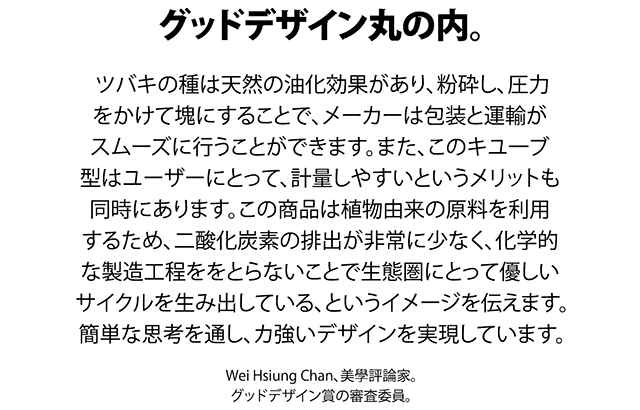 グッドデザイン丸の内。
ツバキの種は天然の油化効果があり、粉砕し、圧力
をかけて塊にすることで、メーカーは包装と運輸が
スムーズに行うことができます。また、このキユーブ
型はユーザーにとって、計量しやすいというメリットも
同時にあります。この商品は植物由来の原料を利用
するため、二酸化炭素の排出が非常に少なく、化学的
な製造工程ををとらないことで生態圏にとって優しい
サイクルを生み出している、というイメージを伝えます。
簡単な思考を通し、力強いデザインを実現しています。
Wei Hsiung Chan、美學評論家。
グッドデザイン賞の審査委員。